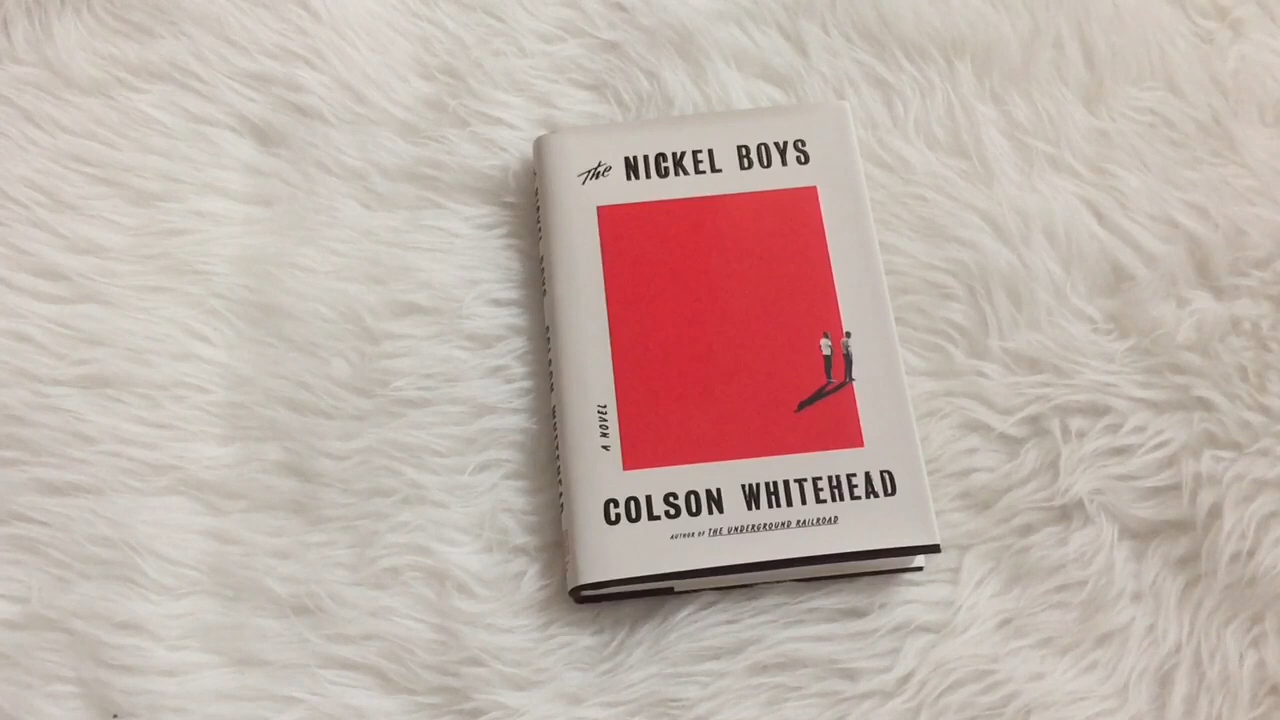 The NICKEL BOYS
A NOVEL
COLSON WHITEHEAD
AUTHOR OF THE UNDERGROUND RAILROAD